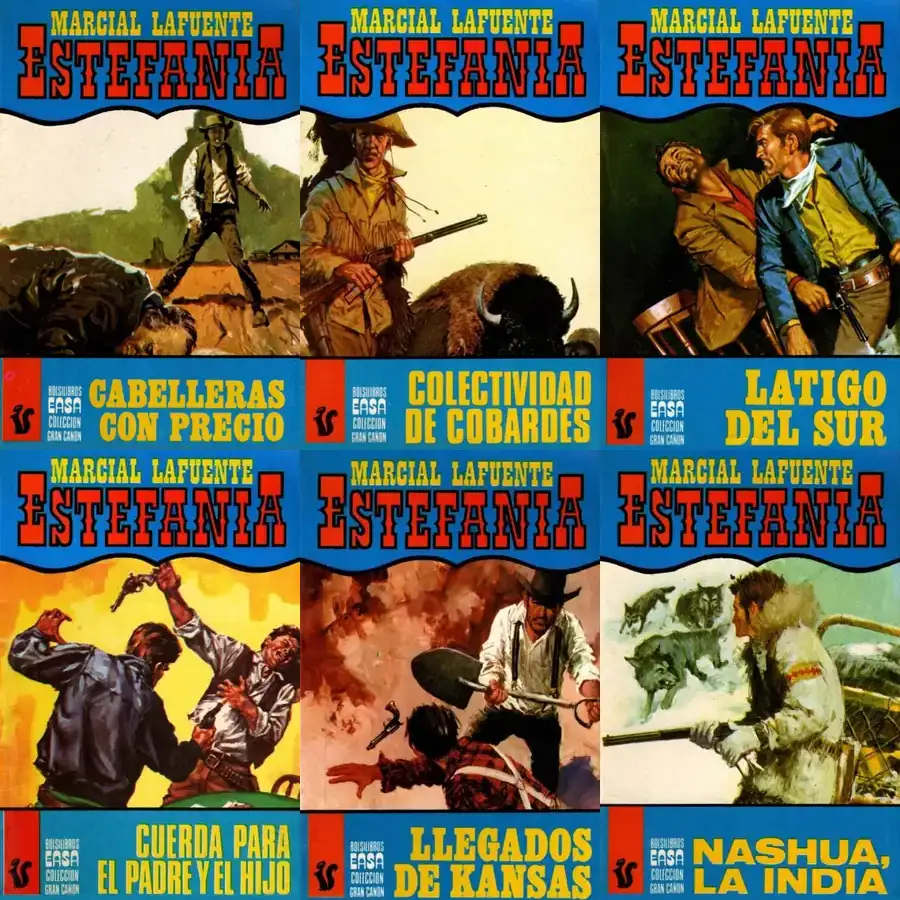 MARCIAL LAFUENTE
ESTEFANIA
BOLSILIBROS
EASA
COLECCION
GRAN CAÑON
CABELLERAS
CON PRECIO
MARCIAL LAFUENTE
ESTEFANIA
BOLSILIBROS
EASA
COLECCION
GRAN CAÑON
COLECTIVIDAD
DE COBARDES
MARCIAL LAFUENTE
ESTEFANIA
BOLSILIBROS
EASA
COLECCION
GRAN CAÑON
LATIGO
DEL SUR
MARCIAL LAFUENTE
ESTEFANIA
BOLSILIBROS
EASA
COLECCION
GRAN CAÑON
CUERDA PARA
EL PADRE Y EL HIJO
MARCIAL LAFUENTE
ESTEFANIA
BOLSILIBROS
EASA
COLECCION
GRAN CAÑON
LLEGADOS
DE KANSAS
MARCIAL LAFUENTE
ESTEFANIA
BOLSILIBROS
EASA
COLECCION
GRAN CAÑON
NASHUA,
LA INDIA